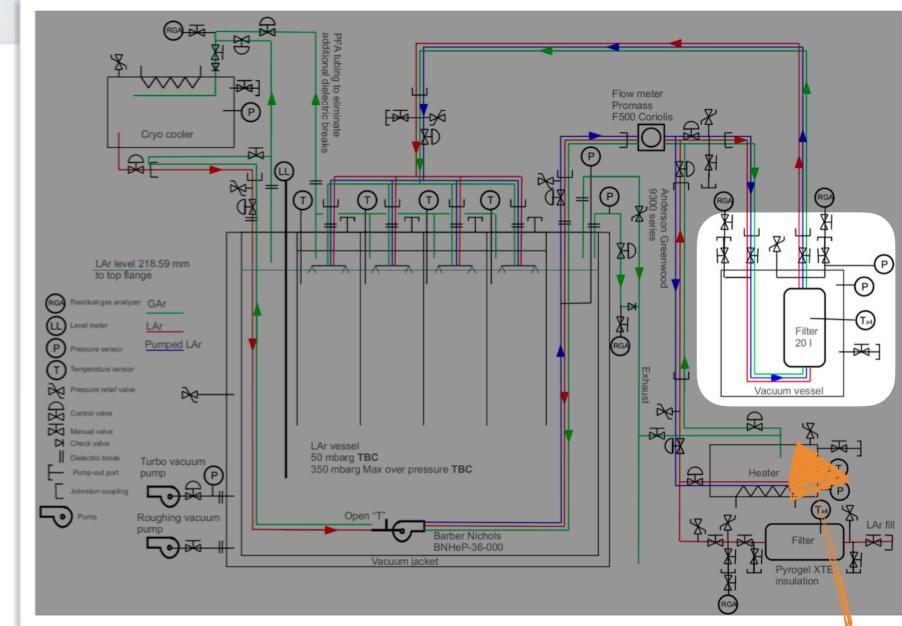 RGA
PFA tubing to eliminate
additional dielectric breaks
P
Cryo cooler
LL
T
T
T
T
P
P
Flow meter
Promass
F500 Coriolis
Anderson Greenwood
9300 series
RGA
RGA
P
P
Tx4
Filter
20 l
Vacuum vessel
LAr level 218.59 mm
to top flange
RGA
Residual gas analyzer
LL
Level meter
P
Pressure sensor
T
Temperature sensor
Pressure relief valve
Control valve
Manual valve
Check valve
Dielectric break
Pump-out port
Johnston coupling
Pump
GAr
LAr
Pumped LAr
RGA
Exhaust
LAr vessel
50 mbarg TBC
350 mbarg Max over pressure TBC
Turbo vacuum
pump
P
Roughing vacuum
pump
Open "T"
Barber Nichols
BNHeP-36-000
Vacuum jacket
Heater
T
P
Tx4
LAr fill
Filter
Pyrogel XTE
insulation
RGA